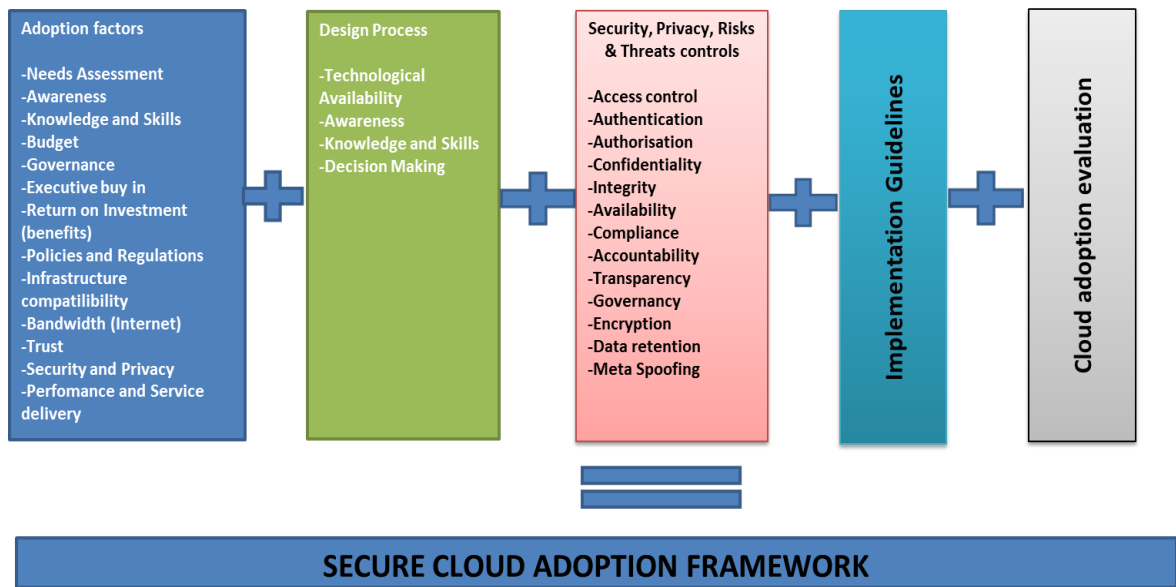 Adoption factors
-Needs Assessment
-Awareness
-Knowledge and Skills
-Budget
-Governance
-Executive buy in
-Return on Investment
(benefits)
-Policies and Regulations
-Infrastructure
compatilibility
-Bandwidth (Internet)
-Trust
-Security and Privacy
-Perfomance and Service
delivery
Design Process
-Technological
Availability
-Awareness
-Knowledge and Skills
-Decision Making
Security, Privacy, Risks
& Threats controls
-Access control
-Authentication
-Authorisation
-Confidentiality
-Integrity
-Availability
-Compliance
-Accountability
-Transparency
-Governancy
-Encryption
-Data retention
-Meta Spoofing
Implementation Guidelines
Cloud adoption evaluation
SECURE CLOUD ADOPTION FRAMEWORK